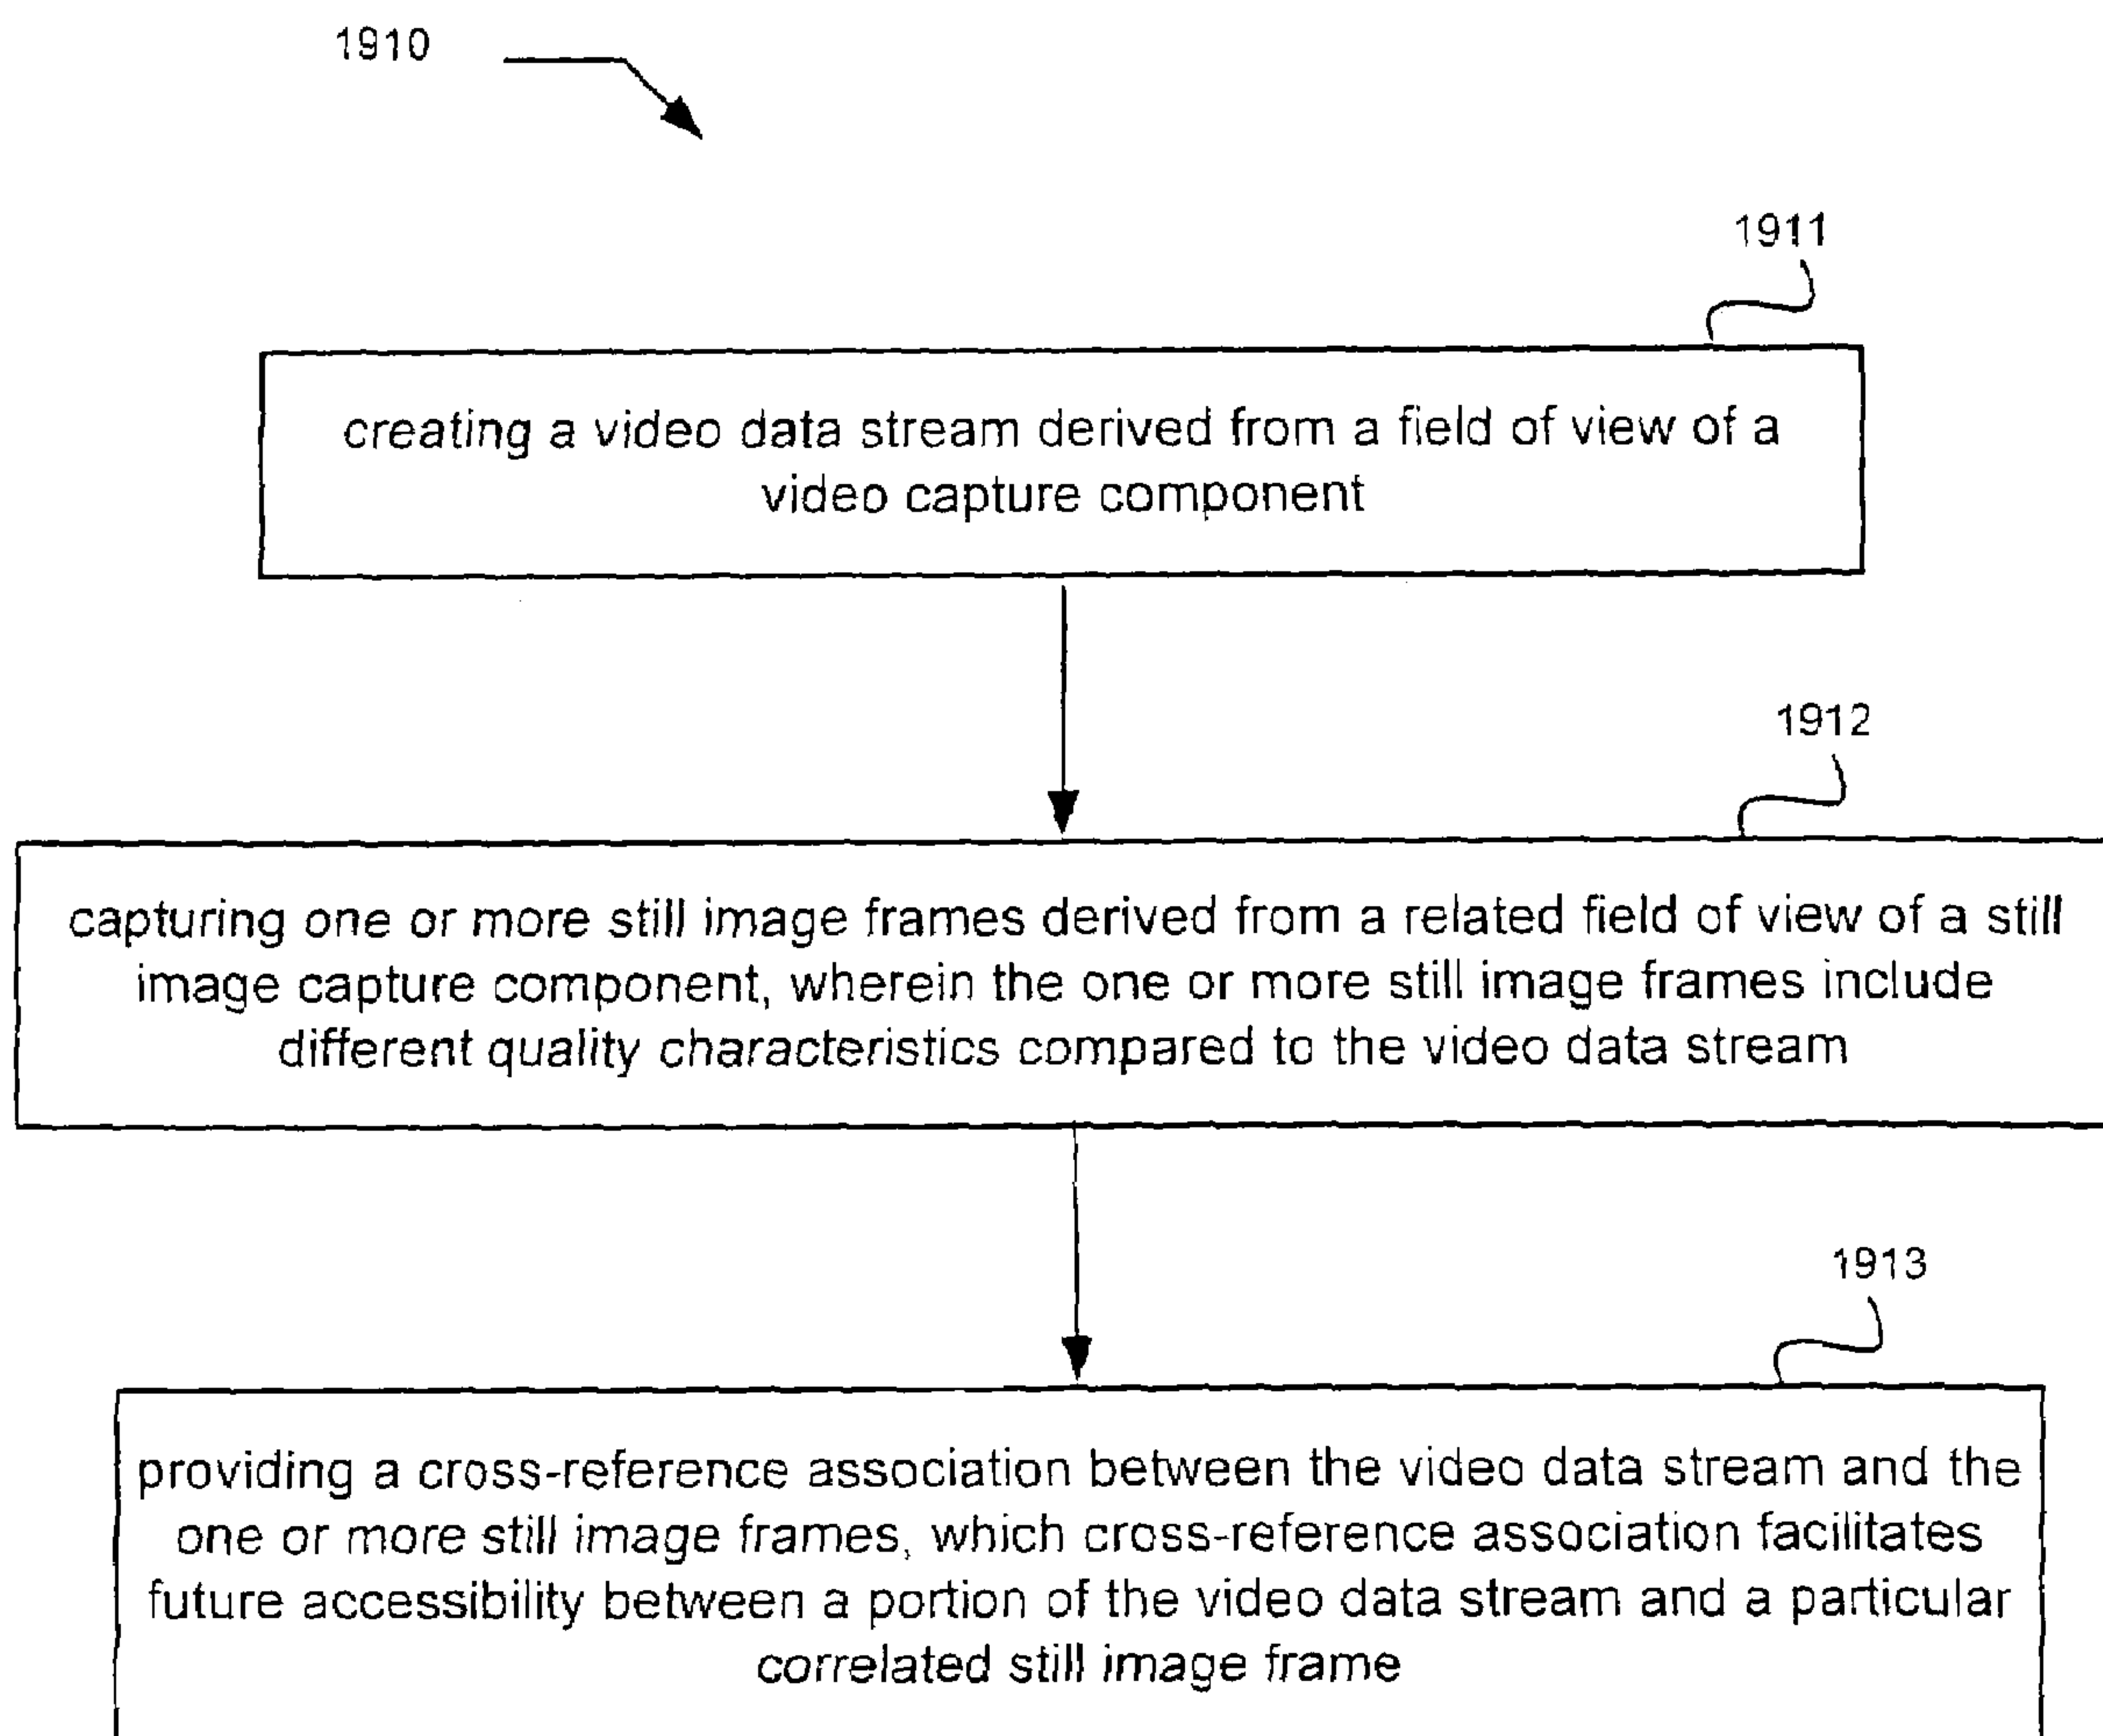 1910
1911
creating a video data stream derived from a field of view of a
video capture component
1912
capturing one or more still image frames derived from a related field of view of a still
image capture component, wherein the one or more still image frames include
different quality characteristics compared to the video data stream
1913
providing a cross-reference association between the video data stream and the
one or more still image frames, which cross-reference association facilitates
future accessibility between a portion of the video data stream and a particular
correlated still image frame